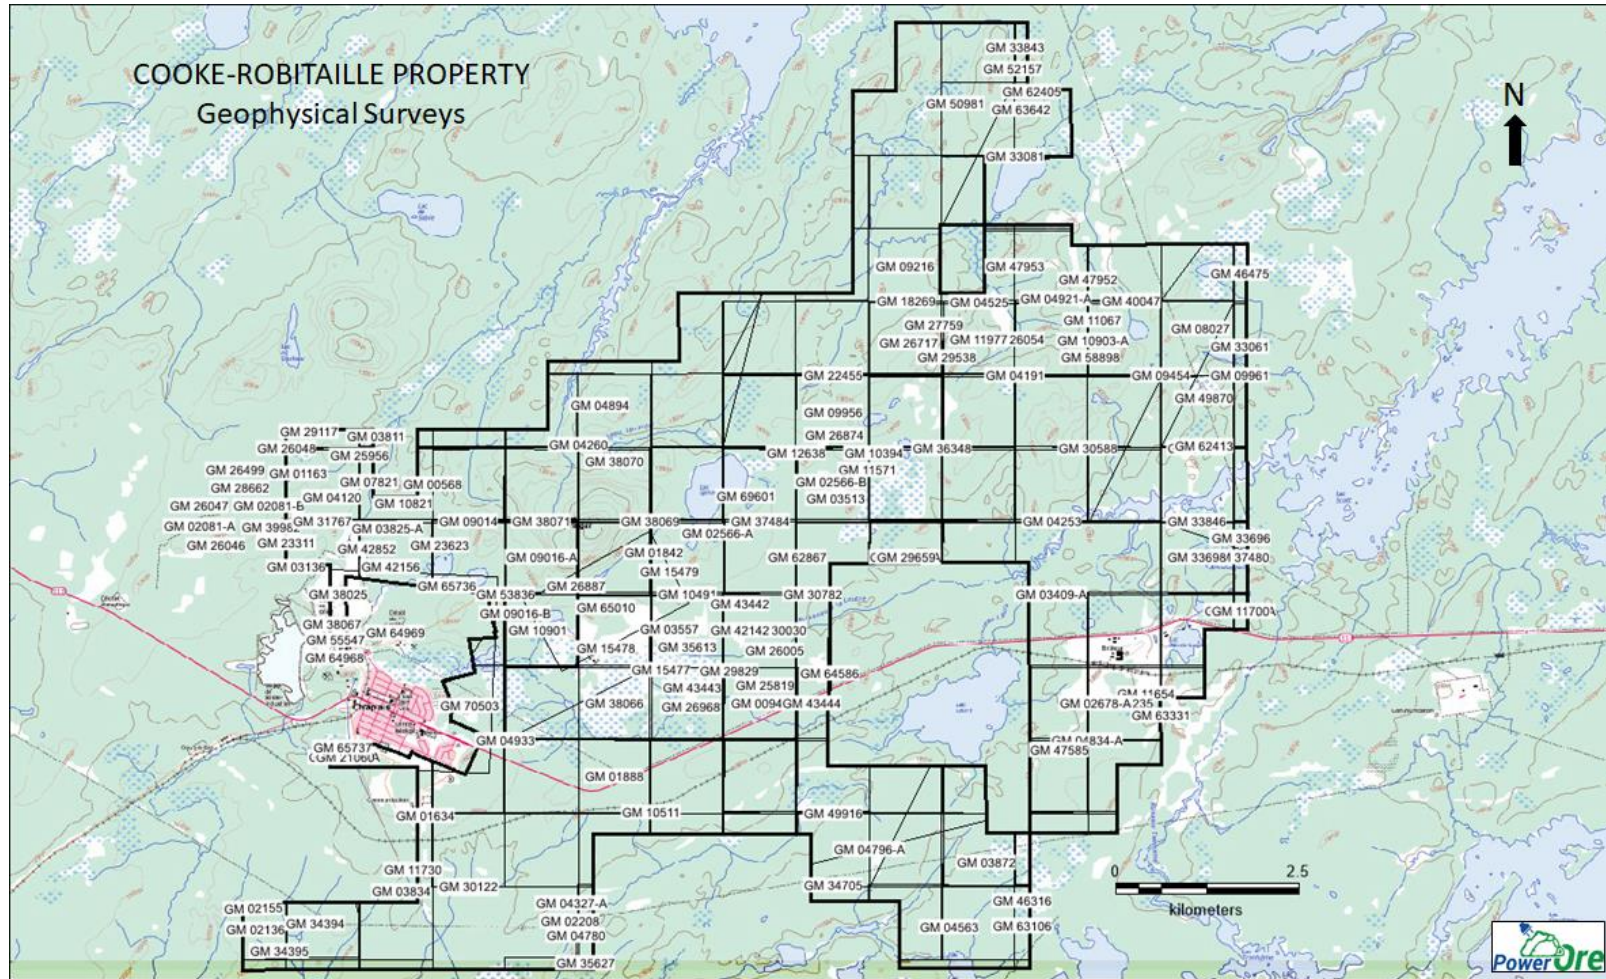 COOKE-ROBITAILLE PROPERTY
Geophysical Surveys
N
GM 33843
GM 52157
GM 62405
GM 50981
GM 63642
GM 33081
GM 09216
GM 47953
GM 47952
GM 46475
GM 18269
GM 04525
GM 04921-A
GM 40047
GM 27759
GM 11067
GM 08027
GM 26717
GM 11977
26054
GM 10903-A
GM 33061
GM 29538
GM 58898
GM 22455
GM 04191
GM 09454
GM 09961
GM 49870
GM 04894
GM 09956
GM 29117
GM 03811
GM 26874
GM 26048
GM 25956
GM 04260
GM 38070
GM 12638
GM 10394
GM 36348
GM 30588
GM 62413
GM 26499
GM 01163
GM 11571
GM 28662
GM 07821
GM 00568
GM 02566-B
GM 04120
GM 69601
GM 03513
GM 26047
GM 02081-B
GM 10821
GM 02081-A
GM 31767
GM 03825-A
GM 09014
GM 38071
GM 38069
GM 37484
GM 04253
GM 33846
GM 02566-A
GM 26046
GM 23311
GM 42852
GM 23623
GM 33696
GM 09016-A
GM 01842
GM 62867
GM 29659
37480
GM 03136
GM 42156
GM 15479
GM 65736
GM 26887
GM 38025
GM 53836
GM 10491
GM 30782
GM 03409-A
GM 43442
GM 65010
GM 09016-B
GM 11700
GM 38067
GM 64969
GM 10901
GM 03557
GM 42142
30030
GM 55547
GM 15478
GM 35613
GM 26005
GM 64968
GM 15477
GM 29829
GM 64586
GM 43443
GM 25819
GM 11654
GM 70503
GM 38066
GM 26968
GM 0094
GM 43444
GM 02678-A
235
GM 63331
GM 04933
GM 04834-A
GM 65737
GM 47585
GM 21060
GM 01888
GM 01634
GM 10511
GM 49916
GM 04796-A
GM 03872
GM 11730
GM 03834
GM 30122
GM 34705
0
2.5
kilometers
GM 02155
GM 04327-A
GM 46316
GM 34394
GM 02208
GM 02136
GM 04780
GM 04563
GM 63106
GM 34395
GM 35627
Chapais
PowerOre